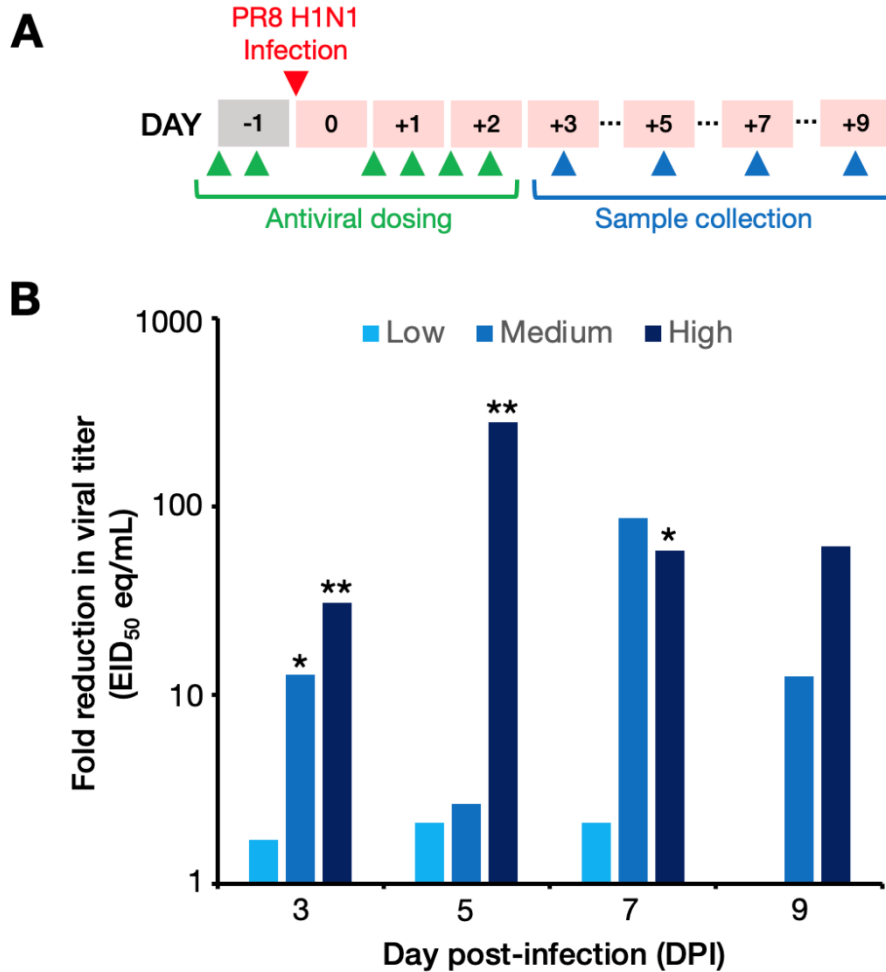 A
PR8 H1N1
Infection
DAY -1 0 +1 +2 +3 ... +5 ... +7 ... +9
Antiviral dosing Sample collection
B
Fold reduction in viral titer
(EID50 eq/mL)
1000
100
10
1
Low Medium High
*
**
**
*
3 5 7 9
Day post-infection (DPI)